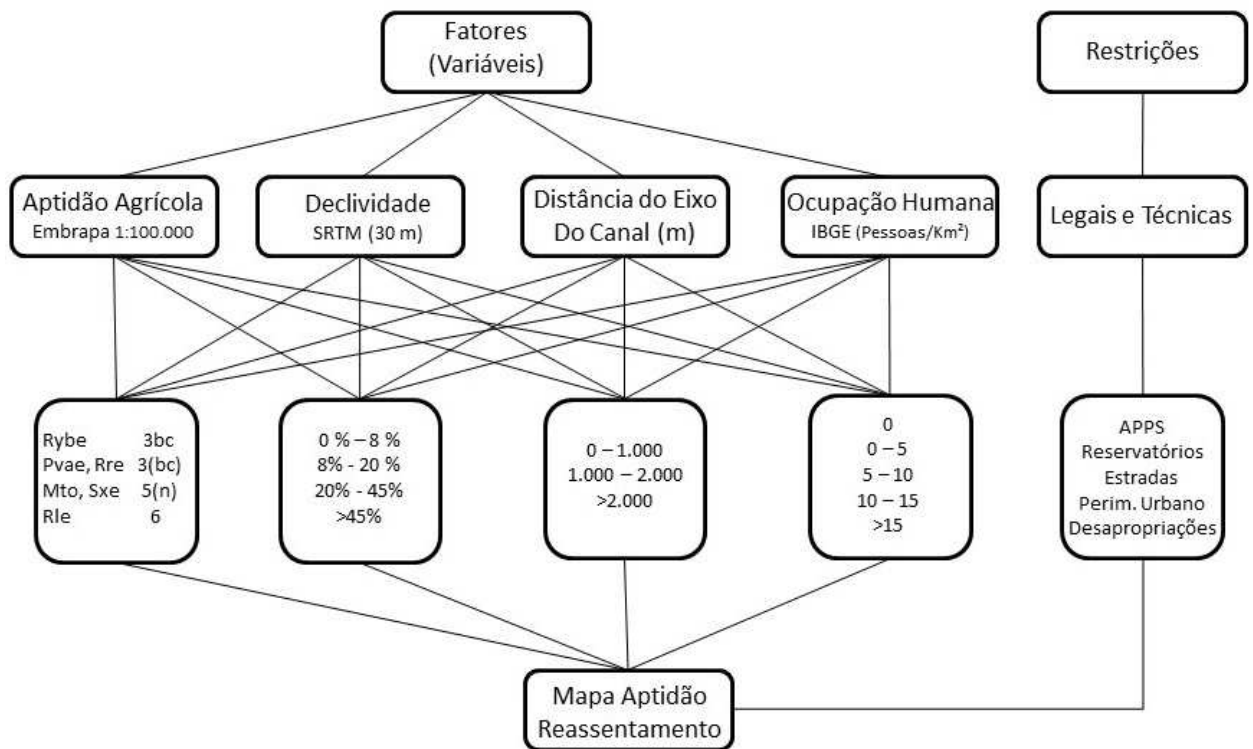 Fatores
(Variáveis)
Restrições
Aptidão Agrícola
Embrapa 1:100.000
Declividade
SRTM (30 m)
Distância do Eixo
Do Canal (m)
Ocupação Humana
IBGE (Pessoas/Km²)
Legais e Técnicas
Rybe 3bc
Pvae, Rre 3(bc)
Mto, Sxe 5(n)
Rle 6
0 % – 8 %
8% - 20 %
20% - 45%
>45%
0 – 1.000
1.000 – 2.000
>2.000
0
0 – 5
5 – 10
10 – 15
>15
APPS
Reservatórios
Estradas
Perim. Urbano
Desapropriações
Mapa Aptidão
Reassentamento